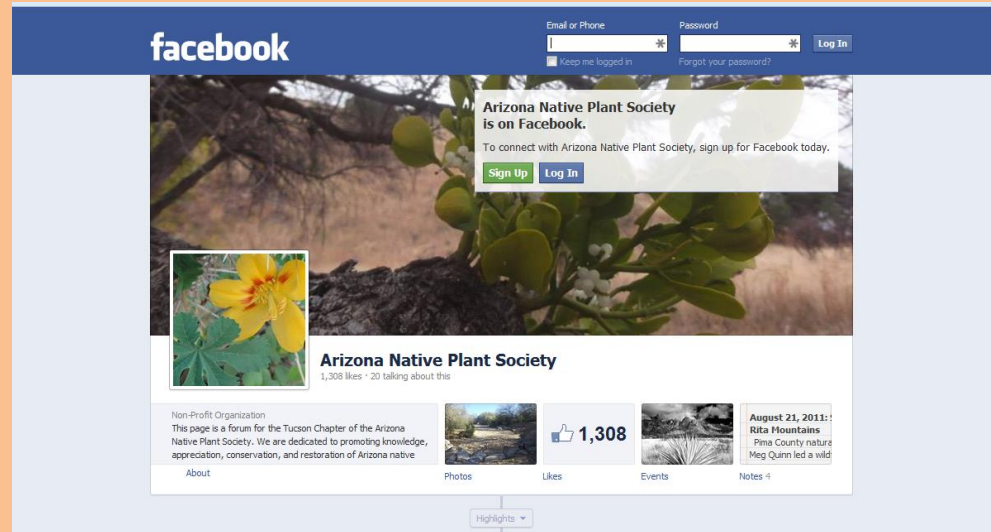 Email or Phone Password
facebook
Log In
Keep me logged in Forgot your password?
Arizona Native Plant Society
is on Facebook.
To connect with Arizona Native Plant Society, sign up for Facebook today.
Sign Up Log In
Arizona Native Plant Society
1,308 likes · 20 talking about this
Non-Profit Organization
This page is a forum for the Tucson Chapter of the Arizona
Native Plant Society. We are dedicated to promoting knowledge,
appreciation, conservation, and restoration of Arizona native
About
1,308
August 21, 2011:
Rita Mountains
Pima County natura
Meg Quinn led a wild
Photos Likes Events Notes 4
Highlights